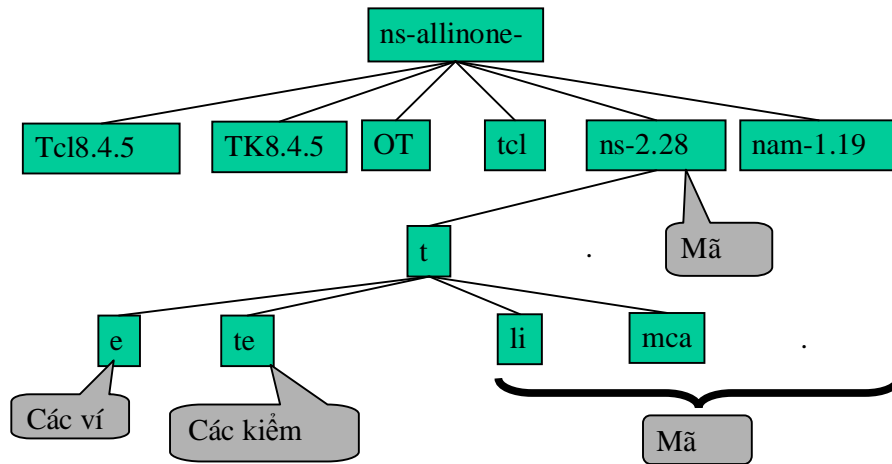 ns-allinone-
Tcl8.4.5
TK8.4.5
OT
tcl
ns-2.28
nam-1.19
Mã
t
.
e
te
li
mca
.
Các ví
Các kiểm
Mã